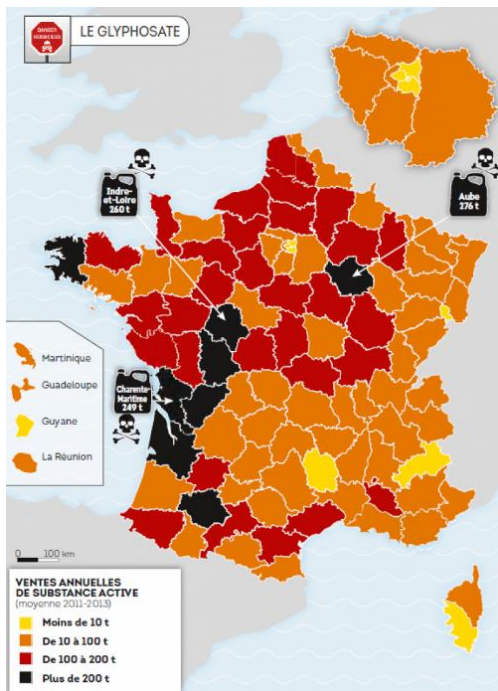 DANGER
HERBICIDES
LE GLYPHOSATE
Indre-
et-Loire
260 t
Aube
276 t
Martinique
Guadeloupe
Guyane
La Réunion
Charente-
Maritime
249 t
0 100 km
VENTES ANNUELLES
DE SUBSTANCE ACTIVE
(moyenne 2011-2013)
Moins de 10 t
De 10 à 100 t
De 100 à 200 t
Plus de 200 t